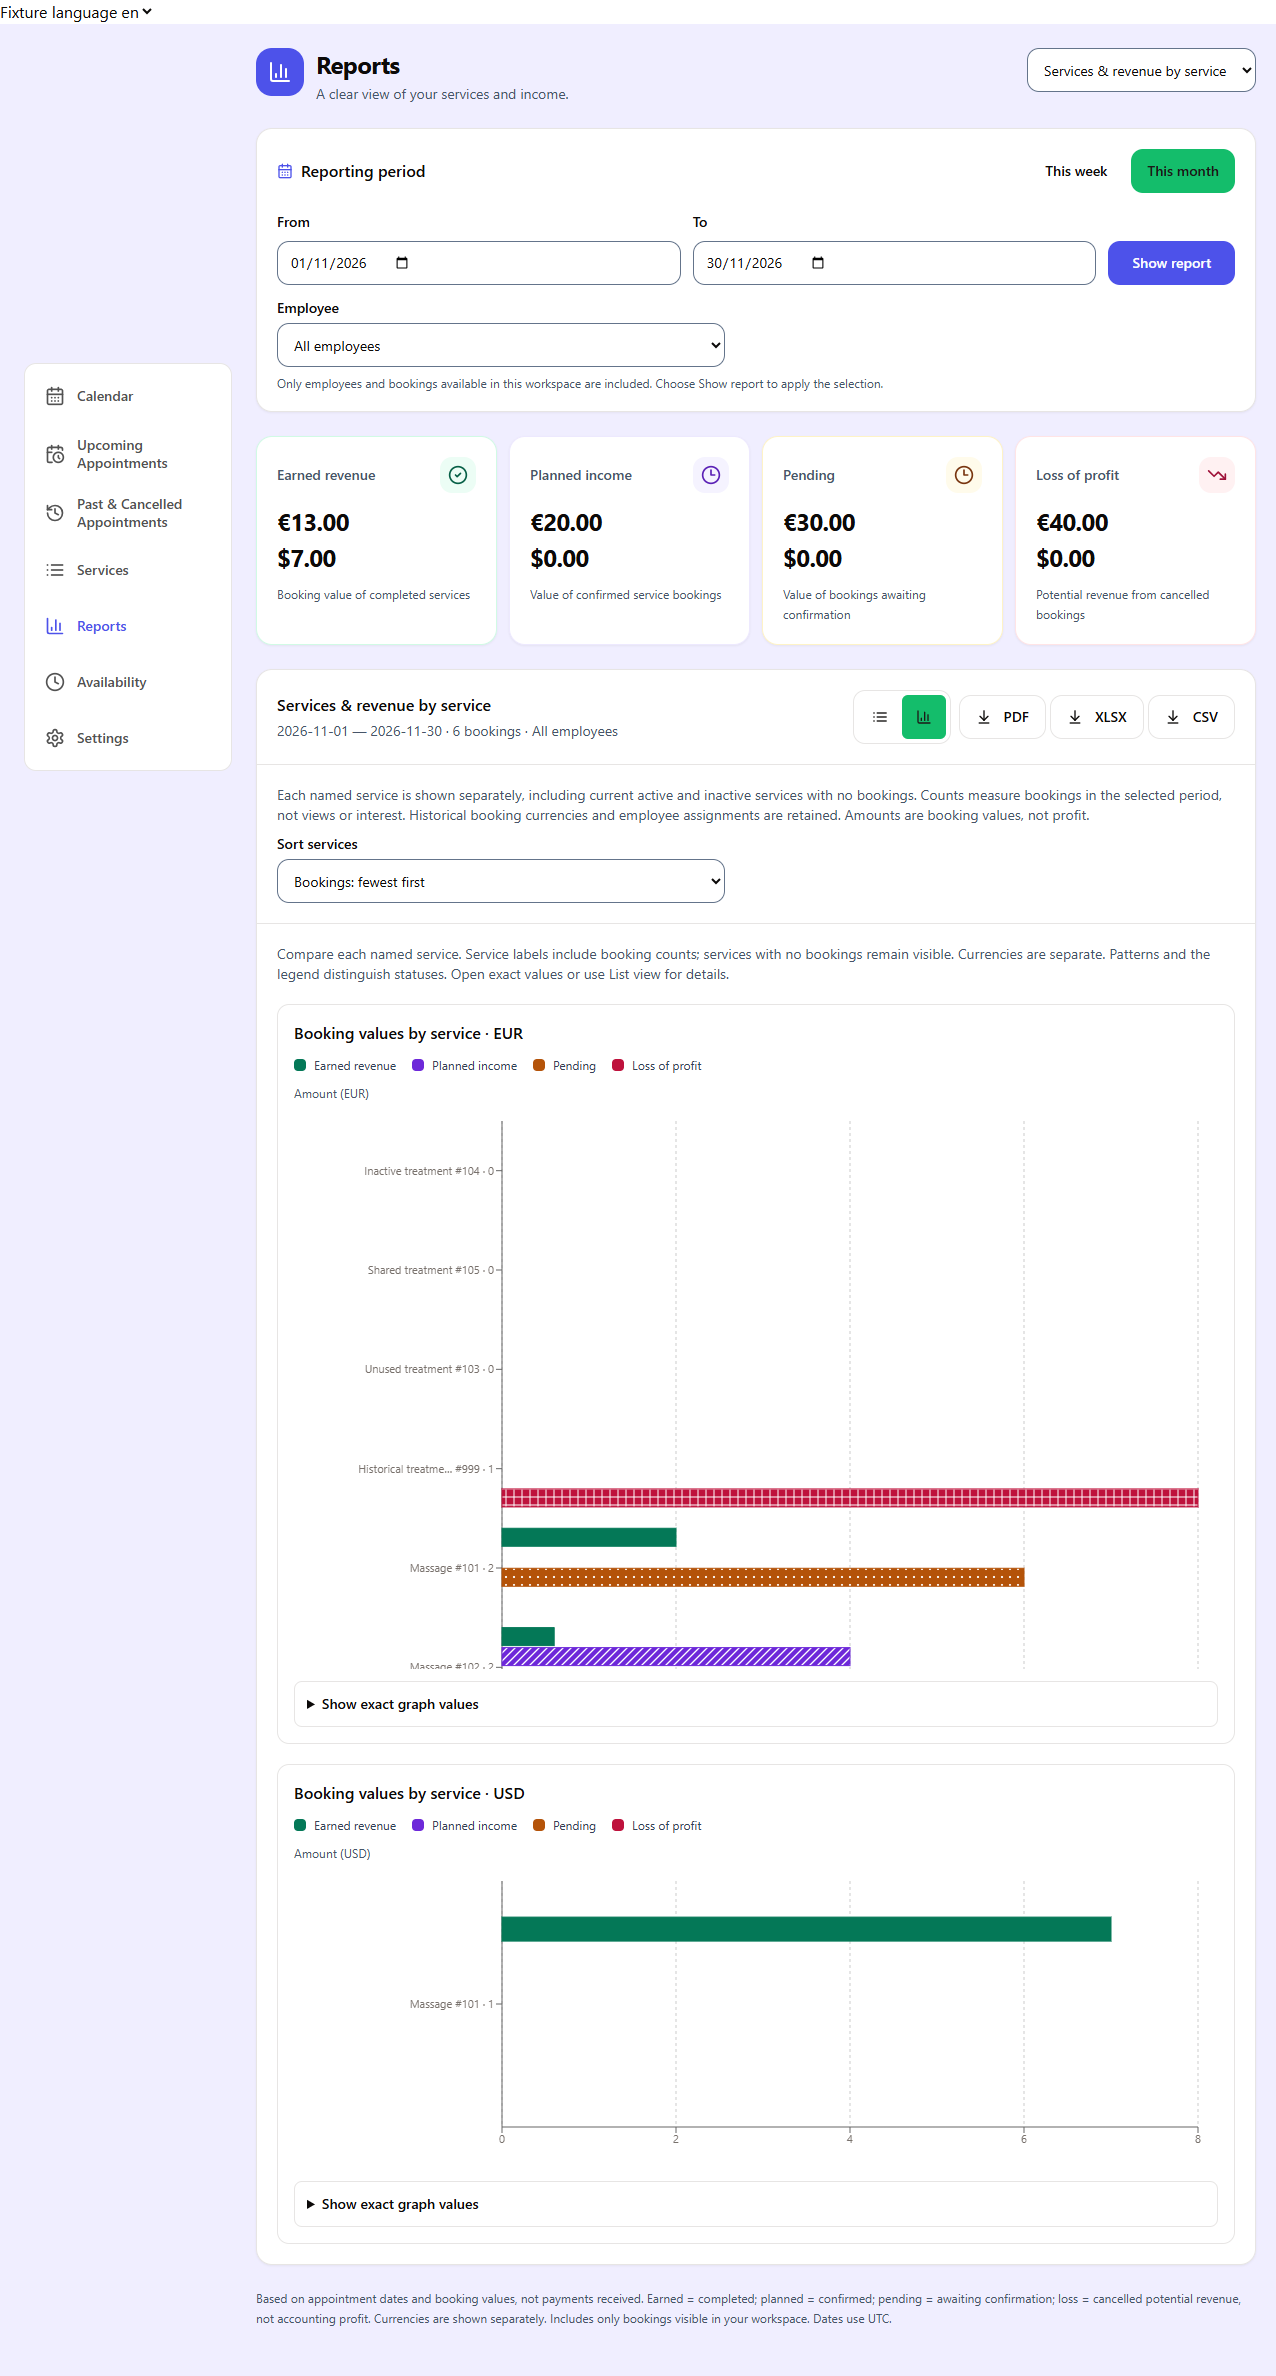 Fixture language en
Reports
A clear view of your services and income.
Services & revenue by service
Reporting period
This week
This month
From
To
01/11/2026
30/11/2026
Show report
Employee
All employees
Only employees and bookings available in this workspace are included. Choose Show report to apply the selection.
Calendar
Upcoming
Appointments
Past & Cancelled
Appointments
Services
Reports
Availability
Settings
Earned revenue
€13.00
$7.00
Booking value of completed services
Planned income
€20.00
$0.00
Value of confirmed service bookings
Pending
€30.00
$0.00
Value of bookings awaiting
confirmation
Loss of profit
€40.00
$0.00
Potential revenue from cancelled
bookings
Services & revenue by service
2026-11-01 — 2026-11-30 · 6 bookings · All employees
PDF
XLSX
CSV
Each named service is shown separately, including current active and inactive services with no bookings. Counts measure bookings in the selected period,
not views or interest. Historical booking currencies and employee assignments are retained. Amounts are booking values, not profit.
Sort services
Bookings: fewest first
Compare each named service. Service labels include booking counts; services with no bookings remain visible. Currencies are separate. Patterns and the
legend distinguish statuses. Open exact values or use List view for details.
Booking values by service · EUR
Earned revenue
Planned income
Pending
Loss of profit
Amount (EUR)
Inactive treatment #104 · 0
Shared treatment #105 · 0
Unused treatment #103 · 0
Historical treatme... #999 · 1
Massage #101 · 2
Massage #102 · 2
Show exact graph values
Booking values by service · USD
Earned revenue
Planned income
Pending
Loss of profit
Amount (USD)
Massage #101 · 1
0
2
4
6
8
Show exact graph values
Based on appointment dates and booking values, not payments received. Earned = completed; planned = confirmed; pending = awaiting confirmation; loss = cancelled potential revenue,
not accounting profit. Currencies are shown separately. Includes only bookings visible in your workspace. Dates use UTC.